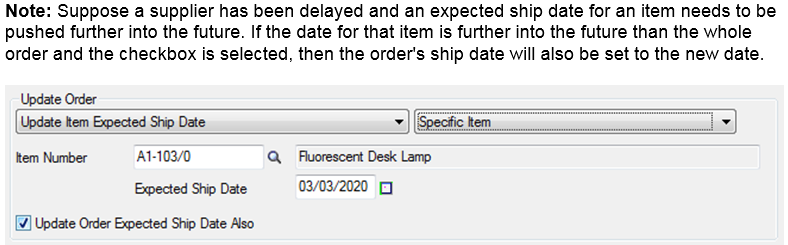 Note: Suppose a supplier has been delayed and an expected ship date for an item needs to be
pushed further into the future. If the date for that item is further into the future than the whole
order and the checkbox is selected, then the order's ship date will also be set to the new date.
Update Order
Update Item Expected Ship Date Specific Item
Item Number A1-103/0 Fluorescent Desk Lamp
Expected Ship Date 03/03/2020
Update Order Expected Ship Date Also